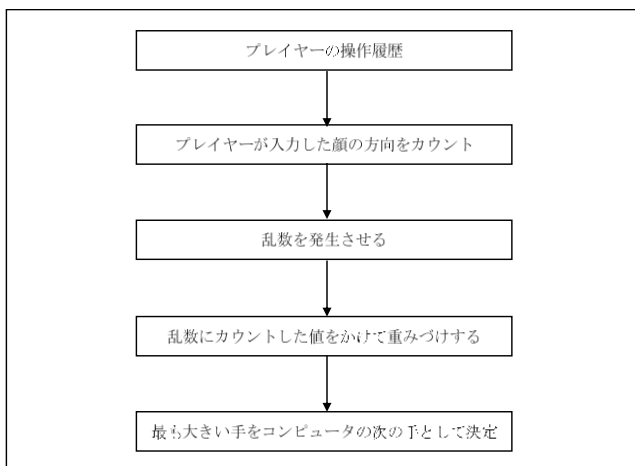 プレイヤーの操作履歴
プレイヤーが入力した顔の方向をカウント
乱数を発生させる
乱数にカウントした値をかけて重みづけする
最も大きい手をコンピュータの次の手として決定